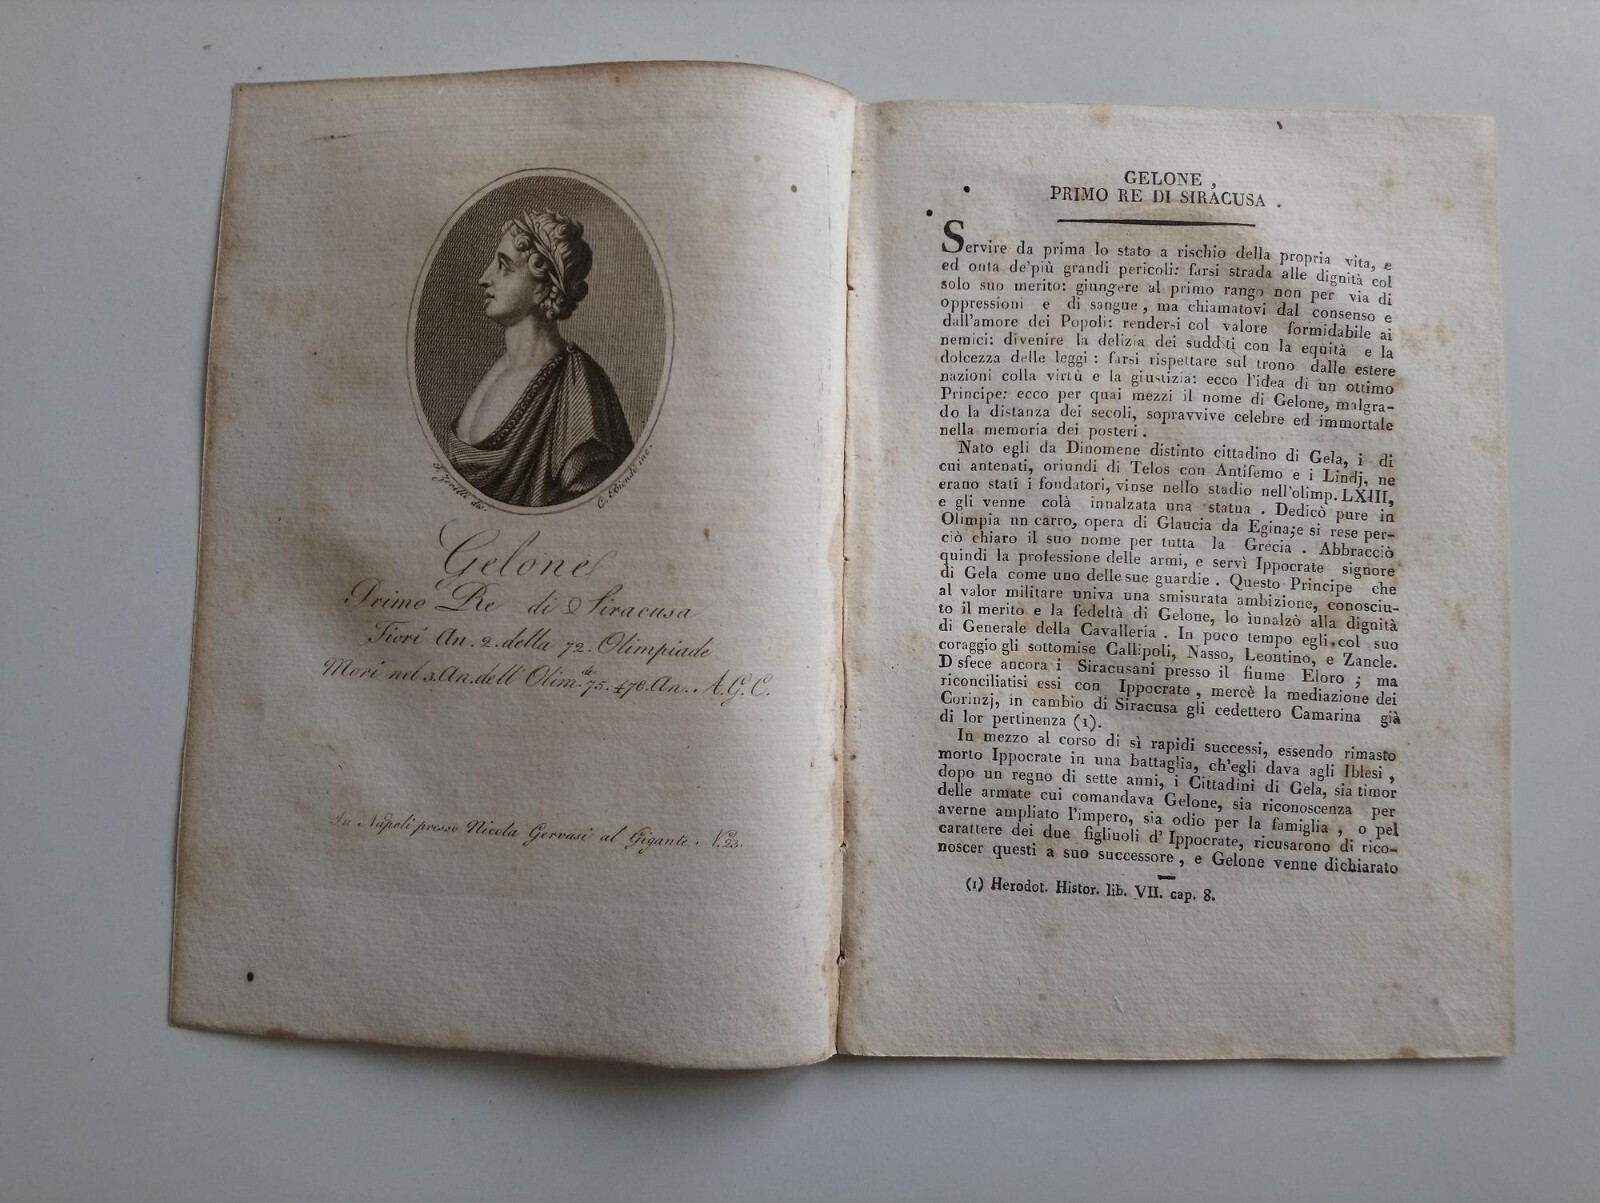 C. Biondi inc.
Gelone
Primo Re di Siracusa
Fiorì An. 2. della 72. Olimpiade
Morì nel 3. An. dell' Olim.de 75. 478. An. A. G. C.
In Napoli presso Nicola Gervasi al Gigante N.23.
GELONE,
PRIMO RE DI SIRACUSA .
Servire da prima lo stato a rischio della propria vita, e
ed onta de'più grandi pericoli: farsi strada alle dignità col
solo suo merito: giungere al primo rango non per via di
oppressioni e di sangue, ma chiamatovi dal consenso e
dall'amore dei Popoli: rendersi col valore formidabile ai
nemici: divenire la delizia dei sudditi con la equità e la
dolcezza delle leggi: farsi rispettare sul trono dalle estere
nazioni colla virtù e la giustizia: ecco l'idea di un ottimo
Principe: ecco per quai mezzi il nome di Gelone, malgra-
do la distanza dei secoli, sopravvive celebre ed immortale
nella memoria dei posteri.
Nato egli da Dinomene distinto cittadino di Gela, i di
cui antenati, oriundi di Telos con Antifemo e i Lindj, ne
erano stati i fondatori, vinse nello stadio nell'olimp. LXIII,
e gli venne colà innalzata una statua. Dedicò pure in
Olimpia un carro, opera di Glaucia da Egina;e si rese per-
ciò chiaro il suo nome per tutta la Grecia. Abbracciò
quindi la professione delle armi, e servì Ippocrate signore
di Gela come uno delle sue guardie. Questo Principe che
al valor militare univa una smisurata ambizione, conosciu-
to il merito e la fedeltà di Gelone, lo innalzò alla dignità
di Generale della Cavalleria. In poco tempo egli col suo
coraggio gli sottomise Callipoli, Nasso, Leontino, e Zancle.
D sfece ancora i Siracusani presso il fiume Eloro; ma
riconciliatisi essi con Ippocrate, mercè la mediazione dei
Corinzj, in cambio di Siracusa gli cedettero Camarina già
di lor pertinenza (1).
In mezzo al corso di sì rapidi successi, essendo rimasto
morto Ippocrate in una battaglia, ch'egli dava agli Iblesi,
dopo un regno di sette anni, i Cittadini di Gela, sia timor
delle armate cui comandava Gelone, sia riconoscenza per
averne ampliato l'impero, sia odio per la famiglia, o pel
carattere dei due figliuoli d'Ippocrate, ricusarono di rico-
noscer questi a suo successore, e Gelone venne dichiarato
(1) Herodot. Histor. lib. VII. cap. 8.